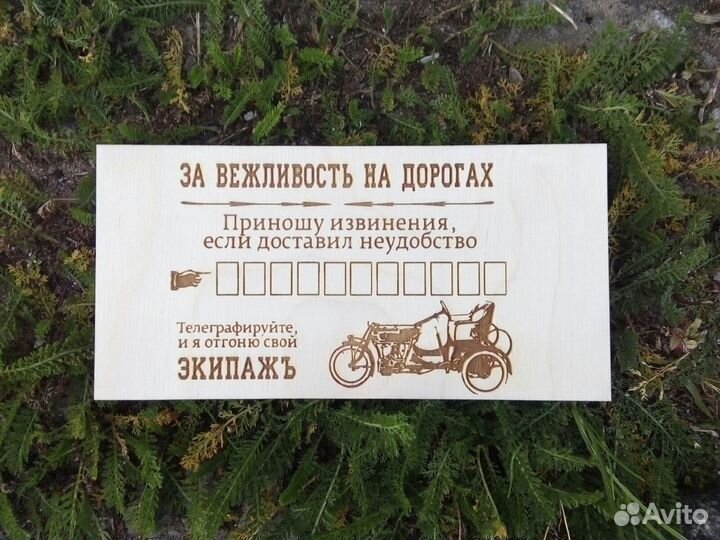 ЗА ВЕЖЛИВОСТЬ НА ДОРОГАХ
Приношу извинения,
если доставил неудобство
Телеграфируйте,
и я отгоню свой
ЭКИПАЖЪ
Avito